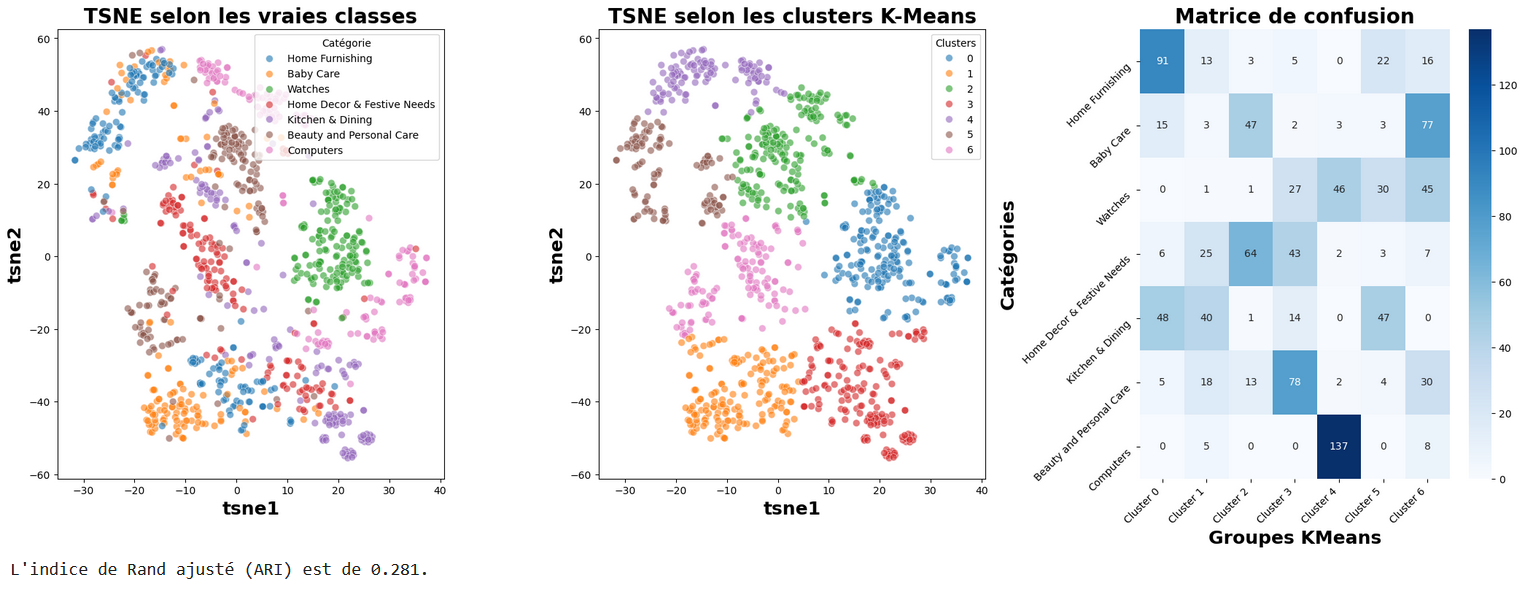 TSNE selon les vraies classes
60
40
20
0
−20
−40
−60
−30
−20
−10
0
10
20
30
40
tsne1
tsne2
Catégorie
Home Furnishing
Baby Care
Watches
Home Decor & Festive Needs
Kitchen & Dining
Beauty and Personal Care
Computers
TSNE selon les clusters K-Means
60
40
20
0
−20
−40
−60
−30
−20
−10
0
10
20
30
40
tsne1
tsne2
Clusters
0
1
2
3
4
5
6
Matrice de confusion
Catégories
Home Furnishing
Baby Care
Watches
Home Decor & Festive Needs
Kitchen & Dining
Beauty and Personal Care
Computers
91 13 3 5 0 22 16
15 3 47 2 3 3 77
0 1 1 27 46 30 45
6 25 64 43 2 3 7
48 40 1 14 0 47 0
5 18 13 78 2 4 30
0 5 0 0 137 0 8
Cluster 0
Cluster 1
Cluster 2
Cluster 3
Cluster 4
Cluster 5
Cluster 6
Groupes KMeans
120
100
80
60
40
20
0
L'indice de Rand ajusté (ARI) est de 0.281.